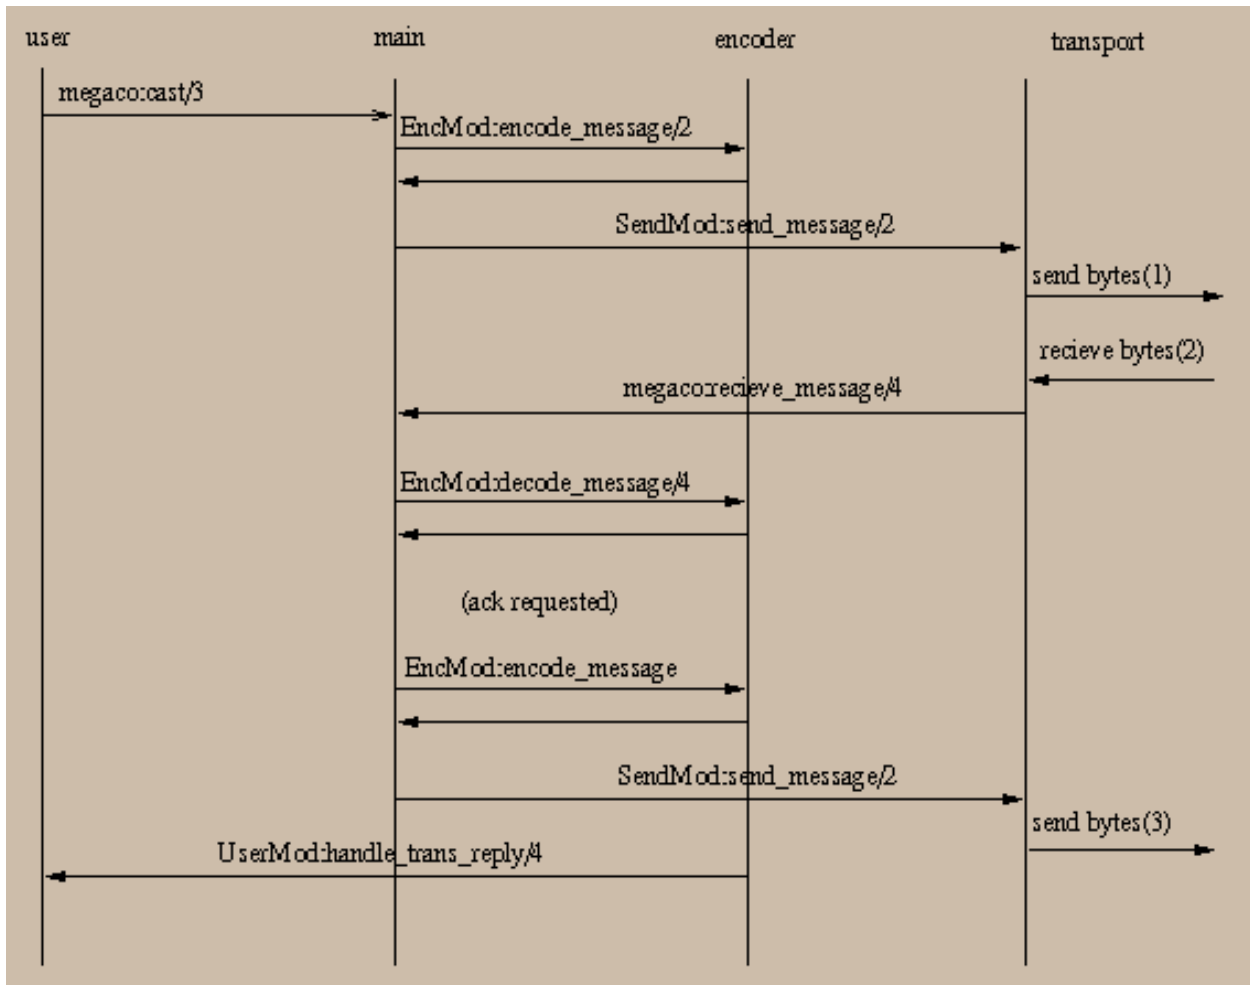 user main encoder transport
megaco:cast/3
EncMod:encode_message/2
SendMod:send_message/2
send bytes(1)
recieve bytes(2)
megaco:recieve_message/4
EncMod:decode_message/4
(ack requested)
EncMod:encode_message
SendMod:send_message/2
send bytes(3)
UserMod:handle_trans_reply/4